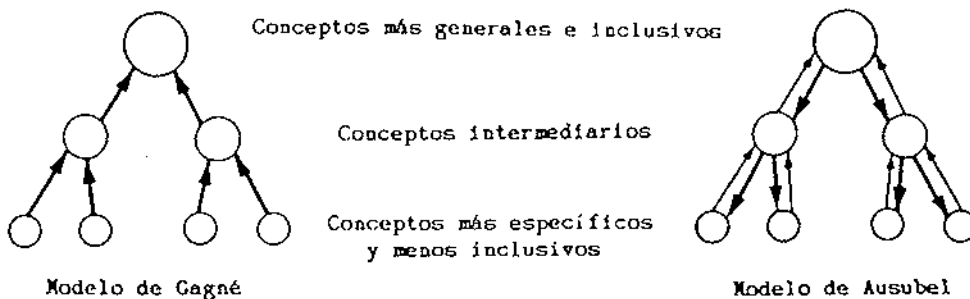 Conceptos más generales e inclusivos
Conceptos intermediarios
Conceptos más específicos
y menos inclusivos
Modelo de Gagné
Modelo de Ausubel